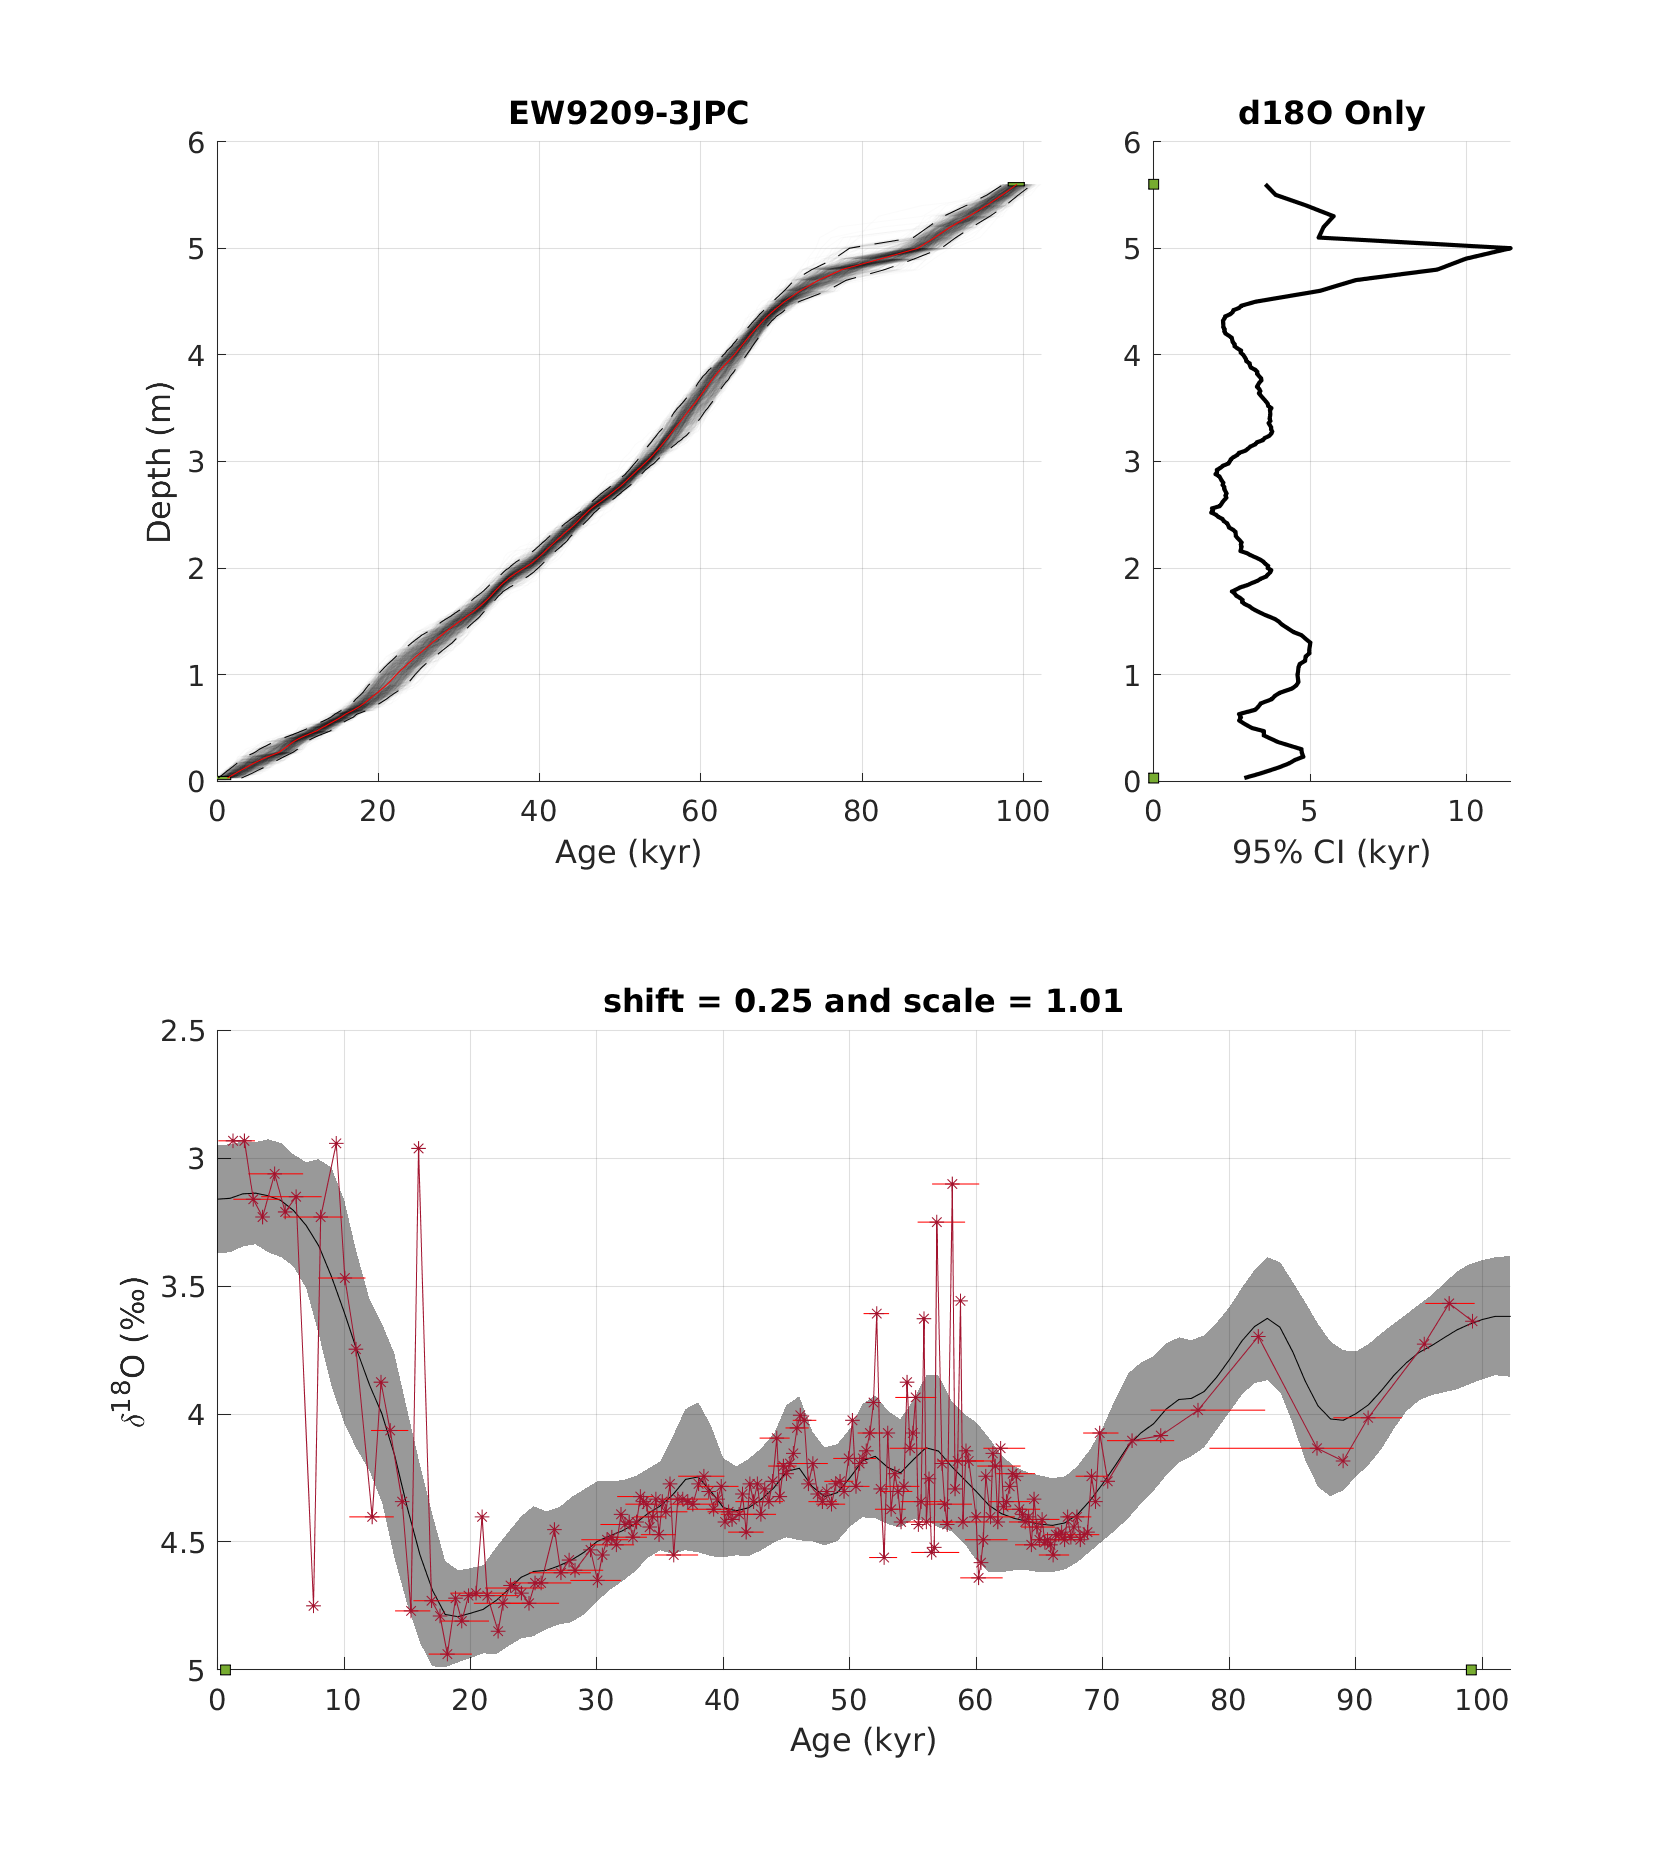 EW9209-3JPC
6
5
4
3
2
1
0
Depth (m)
0 20 40 60 80 100
Age (kyr)
d18O Only
6
5
4
3
2
1
0
0 5 10
95% CI (kyr)
shift = 0.25 and scale = 1.01
2.5
3
3.5
4
4.5
5
δ18O (‰)
0 10 20 30 40 50 60 70 80 90 100
Age (kyr)